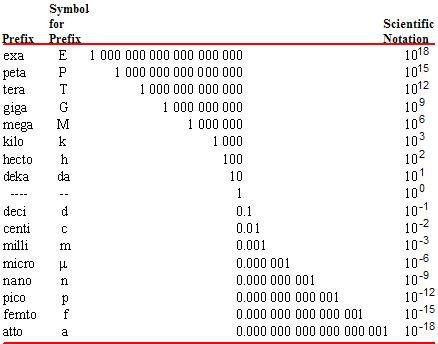 Symbol
for Scientific
Prefix Prefix Notation
exa E 1 000 000 000 000 000 000 10^18
peta P 1 000 000 000 000 000 10^15
tera T 1 000 000 000 000 10^12
giga G 1 000 000 000 10^9
mega M 1 000 000 10^6
kilo k 1 000 10^3
hecto h 100 10^2
deka da 10 10^1
---- -- 1 10^0
deci d 0.1 10^-1
centi c 0.01 10^-2
milli m 0.001 10^-3
micro μ 0.000 001 10^-6
nano n 0.000 000 001 10^-9
pico p 0.000 000 000 001 10^-12
femto f 0.000 000 000 000 001 10^-15
atto a 0.000 000 000 000 000 001 10^-18